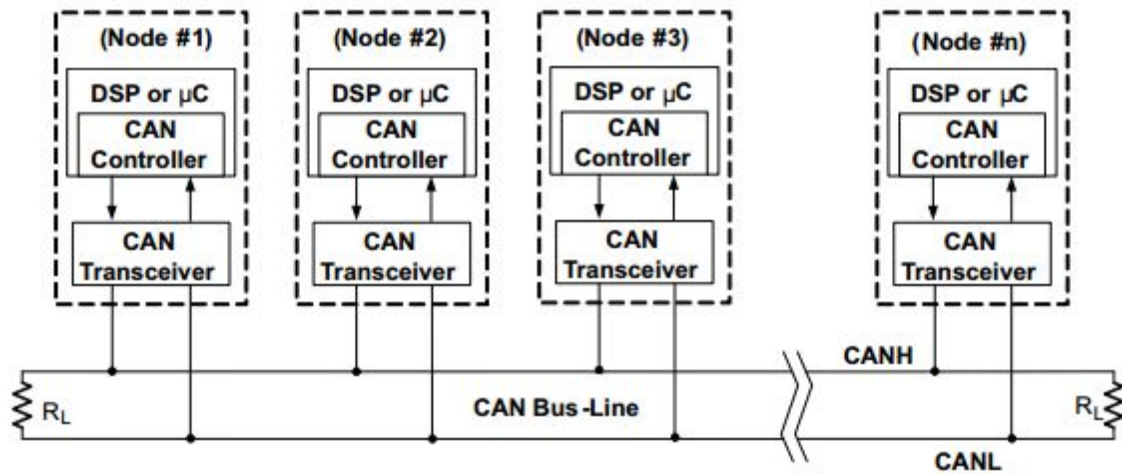 (Node #1)
DSP or µC
CAN
Controller
CAN
Transceiver
(Node #2)
DSP or µC
CAN
Controller
CAN
Transceiver
(Node #3)
DSP or µC
CAN
Controller
CAN
Transceiver
(Node #n)
DSP or µC
CAN
Controller
CAN
Transceiver
CANH
RL
CAN Bus-Line
RL
CANL